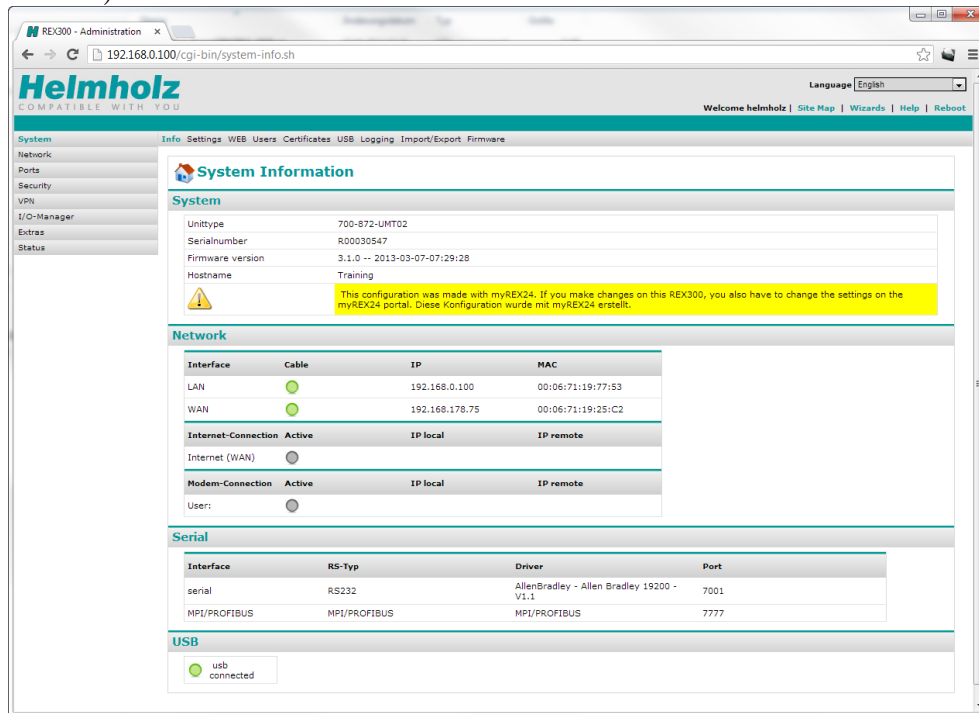 REX300 - Administration
192.168.0.100/cgi-bin/system-info.sh
Helmholz
COMPATIBLE WITH YOU
Language English
Welcome helmholz | Site Map | Wizards | Help | Reboot
System
Info Settings WEB Users Certificates USB Logging Import/Export Firmware
Network
Ports
Security
VPN
I/O-Manager
Extras
Status
System Information
System
Unittype 700-872-UMT02
Serialnumber R00030547
Firmware version 3.1.0 -- 2013-03-07-07:29:28
Hostname Training
This configuration was made with myREX24. If you make changes on this REX300, you also have to change the settings on the
myREX24 portal. Diese Konfiguration wurde mit myREX24 erstellt.
Network
Interface Cable IP MAC
LAN 192.168.0.100 00:06:71:19:77:53
WAN 192.168.178.75 00:06:71:19:25:C2
Internet-Connection Active IP local IP remote
Internet (WAN)
Modem-Connection Active IP local IP remote
User:
Serial
Interface RS-Typ Driver Port
serial RS232 AllenBradley - Allen Bradley 19200 -
V1.1 7001
MPI/PROFIBUS MPI/PROFIBUS MPI/PROFIBUS 7777
USB
usb
connected